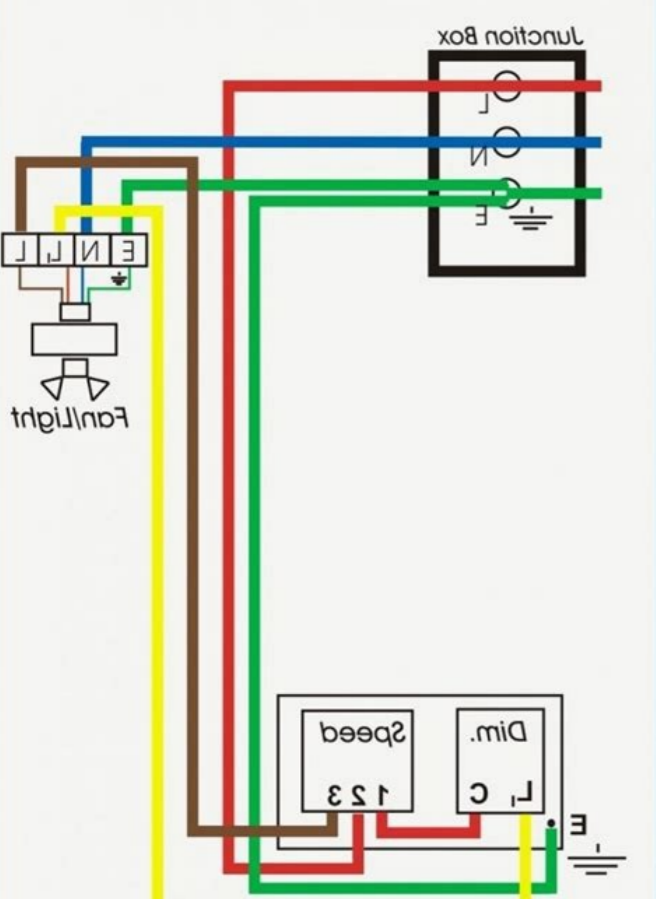 Junction Box
L
N
E
L L₁ N E
Fan/Light
Speed
3 2 1
Dim.
C L₁
E